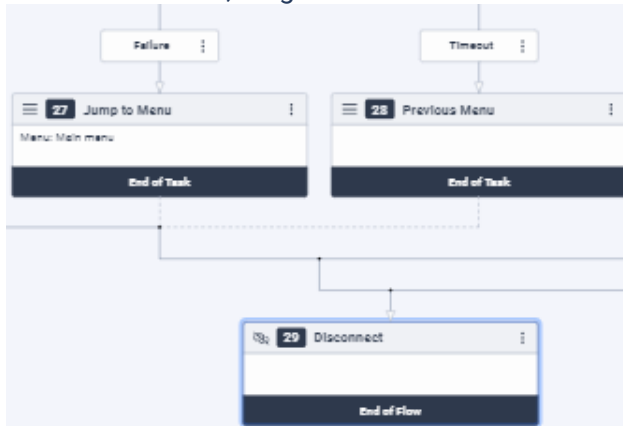 Failure
Timeout
27 Jump to Menu
28 Previous Menu
Menu: Main menu
End of Task
End of Task
29 Disconnect
End of Flow